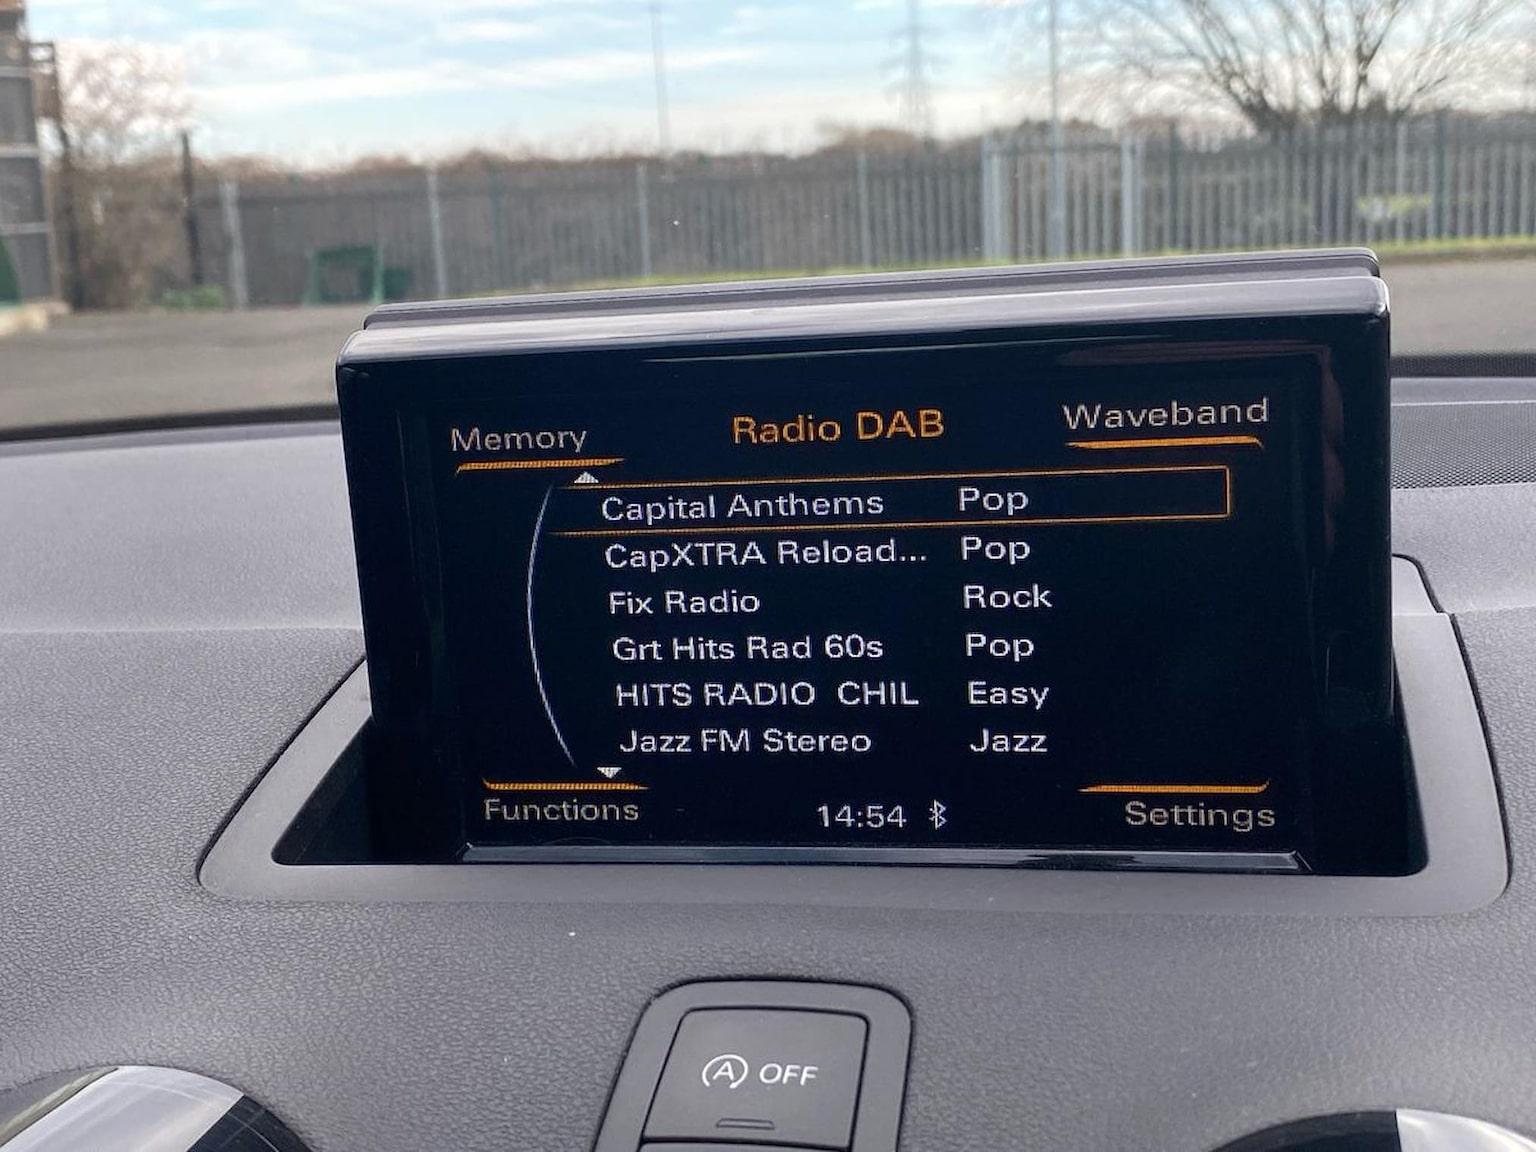 Memory Radio DAB Waveband
Capital Anthems Pop
CapXTRA Reload... Pop
Fix Radio Rock
Grt Hits Rad 60s Pop
HITS RADIO  CHIL Easy
Jazz FM Stereo Jazz
Functions 14:54 Settings
A OFF